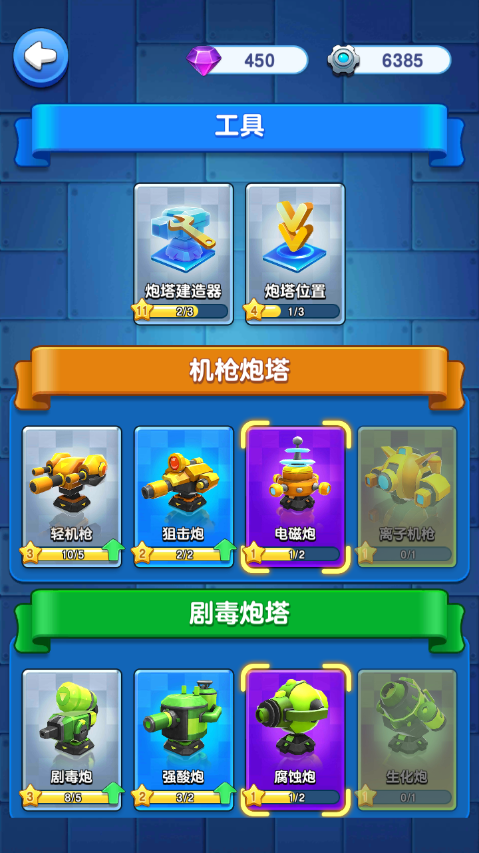 450
6385
工具
炮塔建造器
炮塔位置
11
2/3
4
1/3
机枪炮塔
轻机枪
狙击炮
电磁炮
离子机枪
3
10/5
2
2/2
1
1/2
0/1
剧毒炮塔
剧毒炮
强酸炮
腐蚀炮
生化炮
3
8/5
2
3/2
1
1/2
0/1